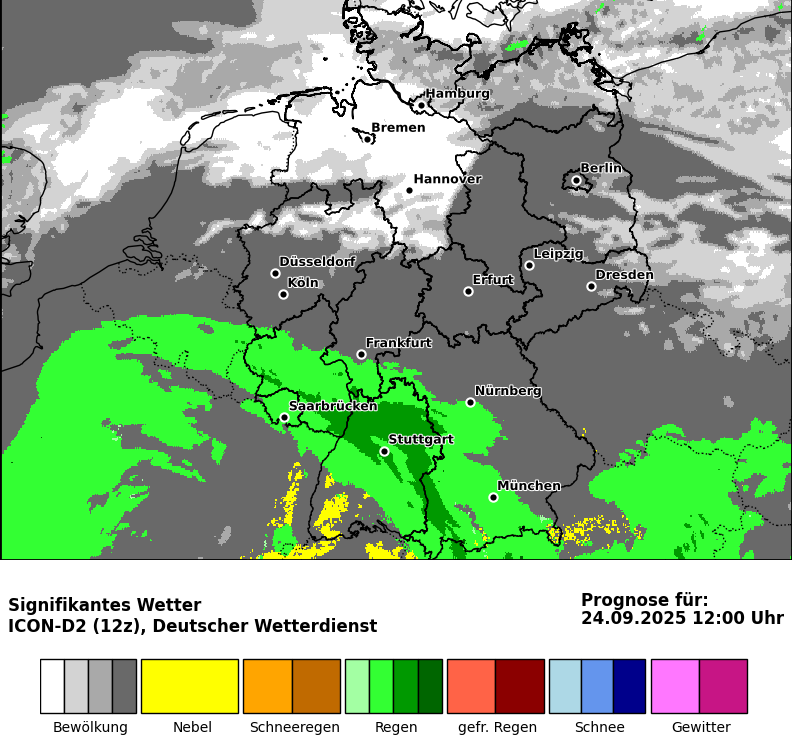 Hamburg
Bremen
Berlin
Hannover
Düsseldorf
Leipzig
Köln
Erfurt
Dresden
Frankfurt
Nürnberg
Saarbrücken
Stuttgart
München
Signifikantes Wetter
ICON-D2 (12z), Deutscher Wetterdienst
Prognose für:
24.09.2025 12:00 Uhr
Bewölkung
Nebel
Schneeregen
Regen
gefr. Regen
Schnee
Gewitter